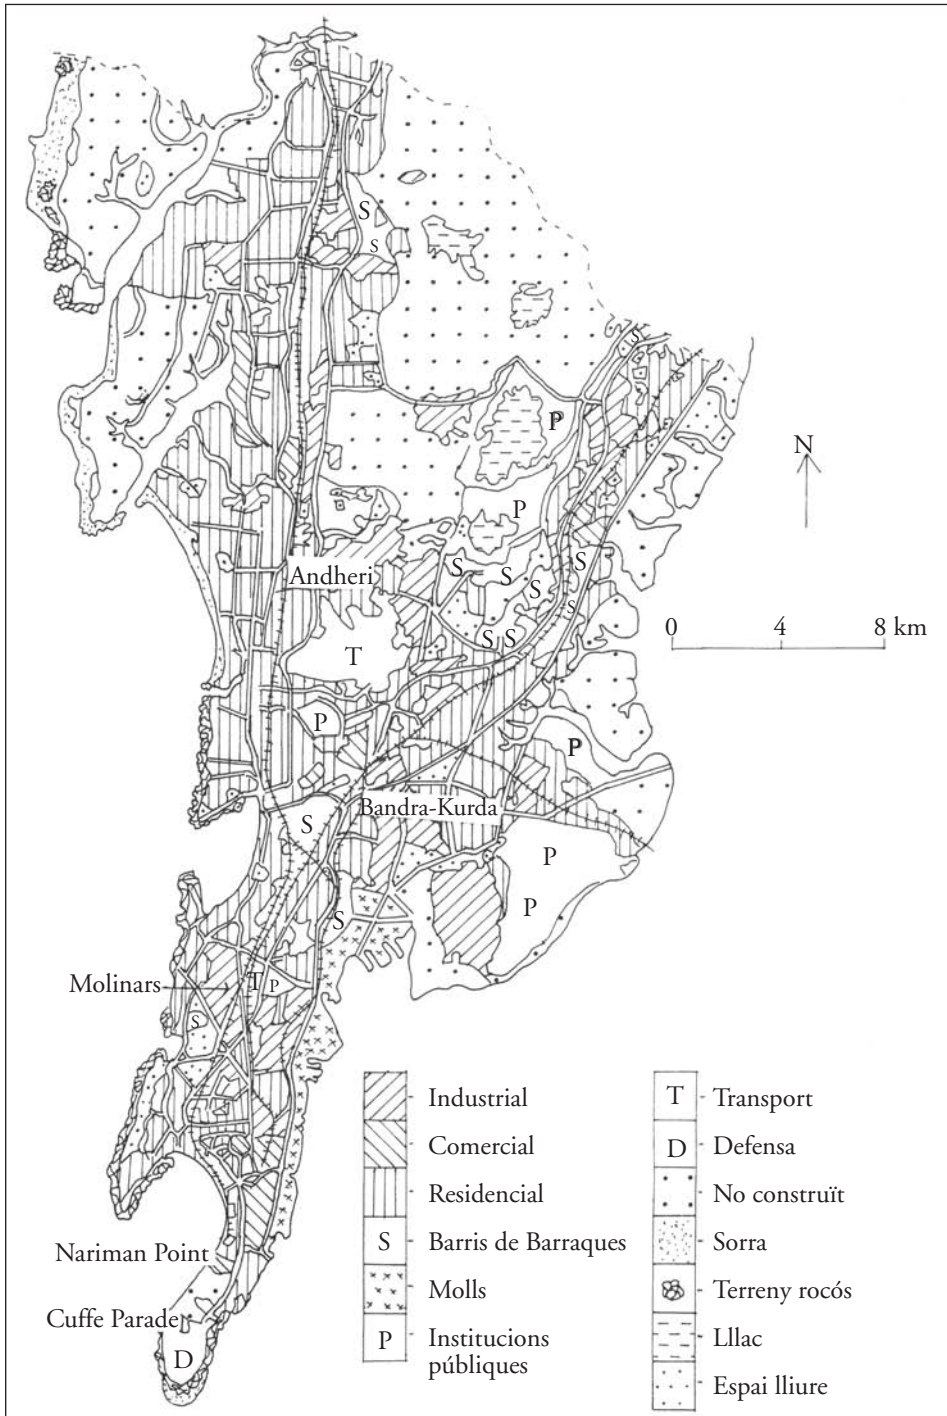 S
S
S
P
N
P
S
S
S
S
Andheri
S
S
S
0 4 8 km
T
P
P
Bandra-Kurda
S
P
P
S
Molinars
T
P
S
Industrial
Comercial
Residencial
S Barris de Barraques
Molls
P Institucions
públiques
T Transport
D Defensa
No construït
Sorra
Terreny rocós
Lllac
Espai lliure
Nariman Point
Cuffe Parade
D